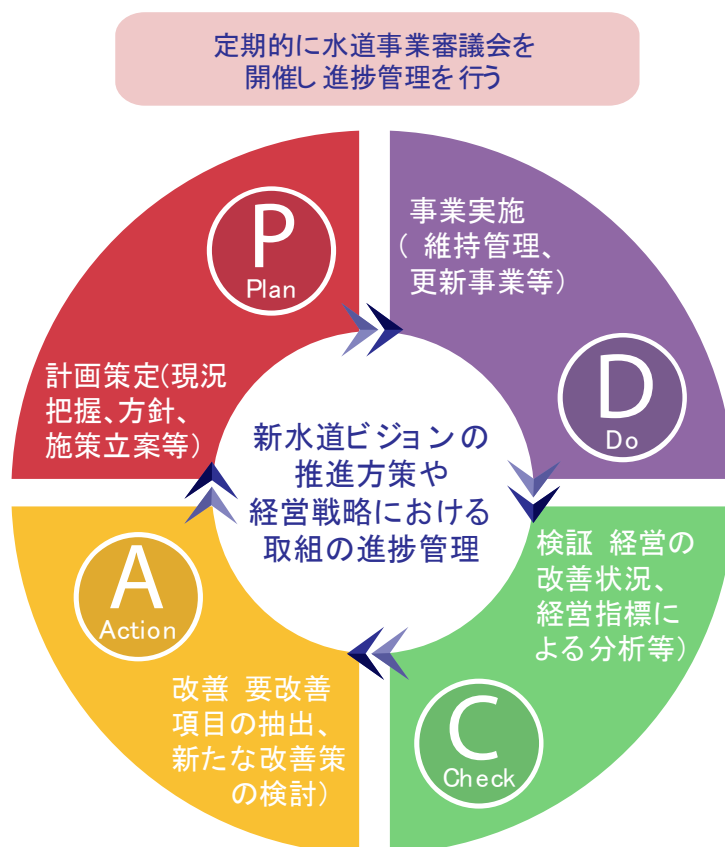 定期的に水道事業審議会を
開催し 進捗管理を 行う
P
Plan
計画策定(現況
把握、方針、
施策立案等)
事業実施
( 維持管理、
更新事業等)
D
Do
新水道ビジョンの
推進方策や
経営戦略における
取組の進捗管理
検証 経営の
改善状況、
経営指標に
よる分析等)
C
Check
A
Action
改善 要改善
項目の抽出、
新たな改善策
の検討)